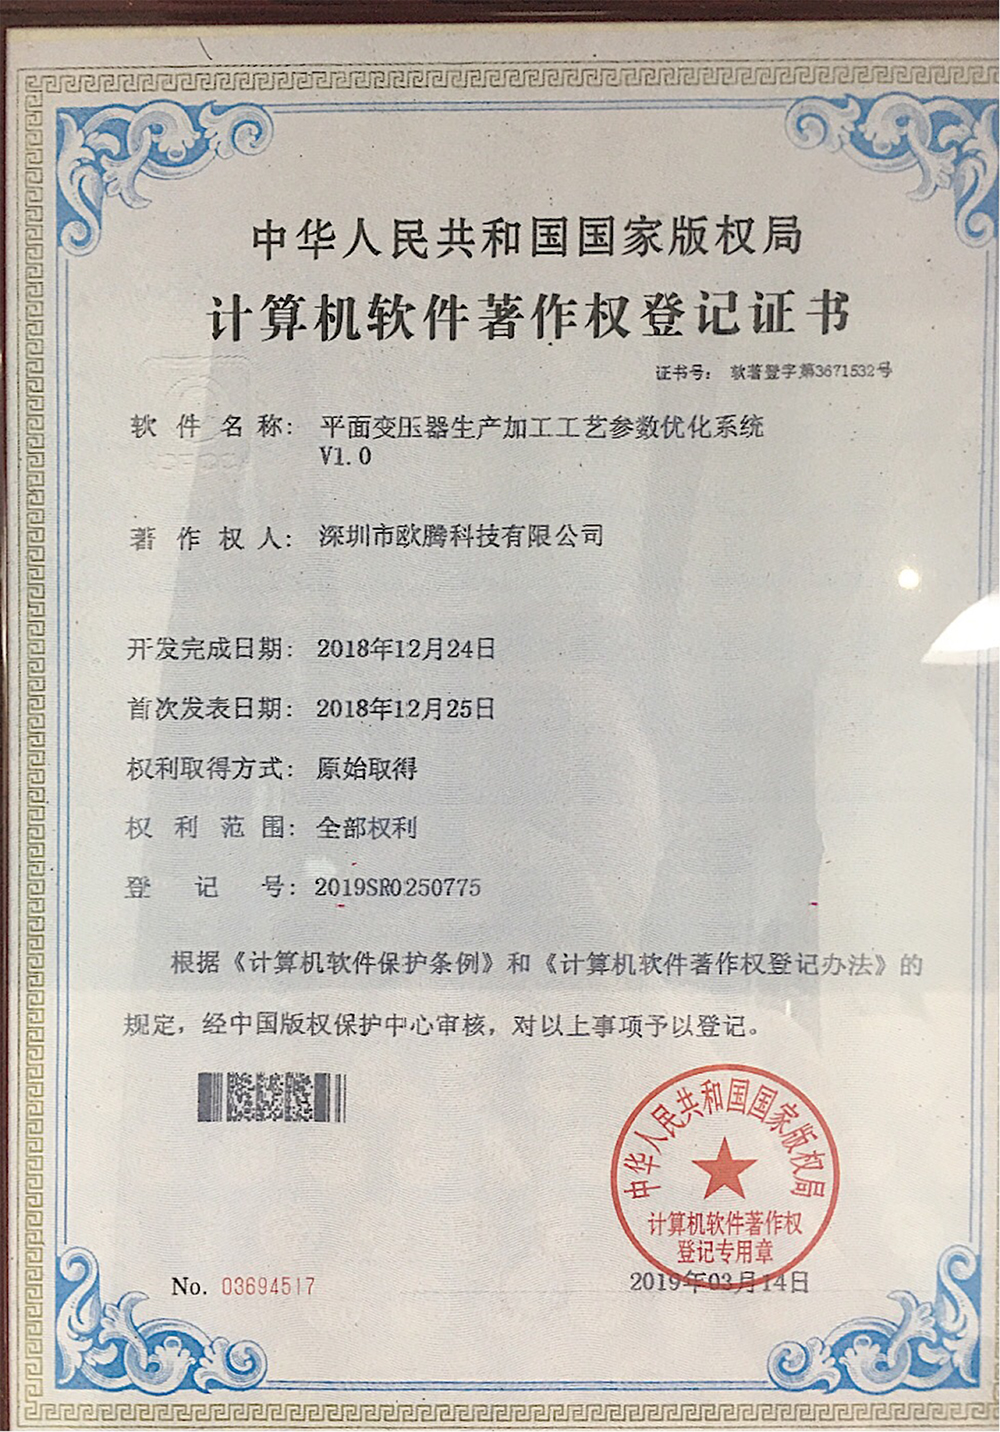 中华人民共和国国家版权局
计算机软件著作权登记证书
证书号： 软著登字第3671532号
软件名称： 平面变压器生产加工工艺参数优化系统
V1.0
著作权人： 深圳市欧腾科技有限公司
开发完成日期： 2018年12月24日
首次发表日期： 2018年12月25日
权利取得方式： 原始取得
权利范围： 全部权利
登记号： 2019SR0250775
根据《计算机软件保护条例》和《计算机软件著作权登记办法》的
规定，经中国版权保护中心审核，对以上事项予以登记。
中华人民共和国国家版权局
计算机软件著作权
登记专用章
No. 03694517
2019年03月14日